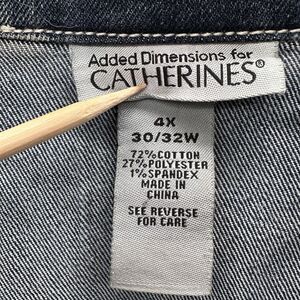 Added Dimensions for
CATHERINES®
4X
30/32W
72%COTTON
27%POLYESTER
1%SPANDEX
MADE IN
CHINA
SEE REVERSE
FOR CARE